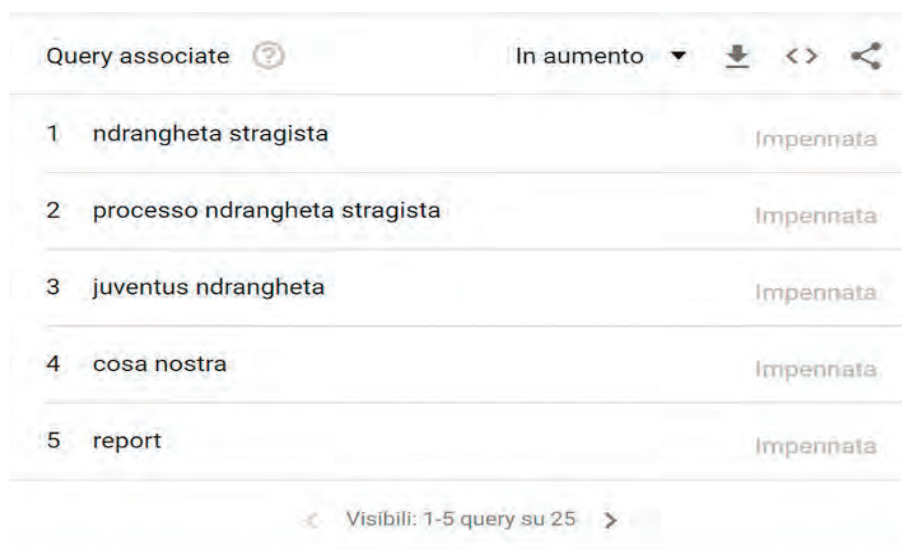 Query associate ? In aumento
1 ndrangheta stragista Impennata
2 processo ndrangheta stragista Impennata
3 juventus ndrangheta Impennata
4 cosa nostra Impennata
5 report Impennata
< Visibili: 1-5 query su 25 >